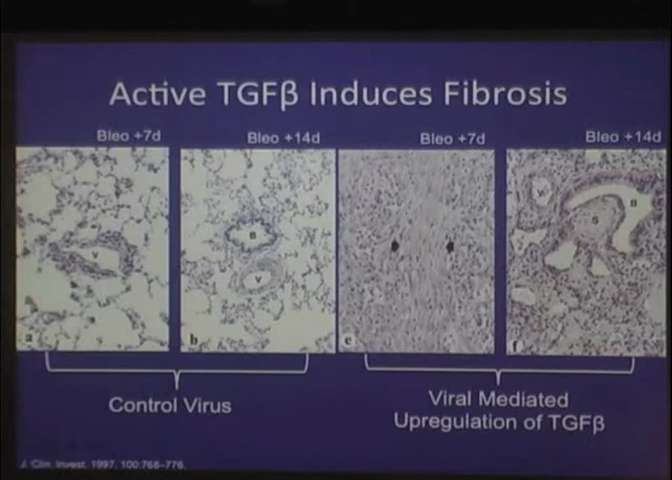 Active TGFβ Induces Fibrosis
Bleo +7d
Bleo +14d
Bleo +7d
Bleo +14d
V
B
V
V
B
S
V
a
b
e
f
Control Virus
Viral Mediated
Upregulation of TGFβ
J. Clin. Invest. 1997. 100:768–776.